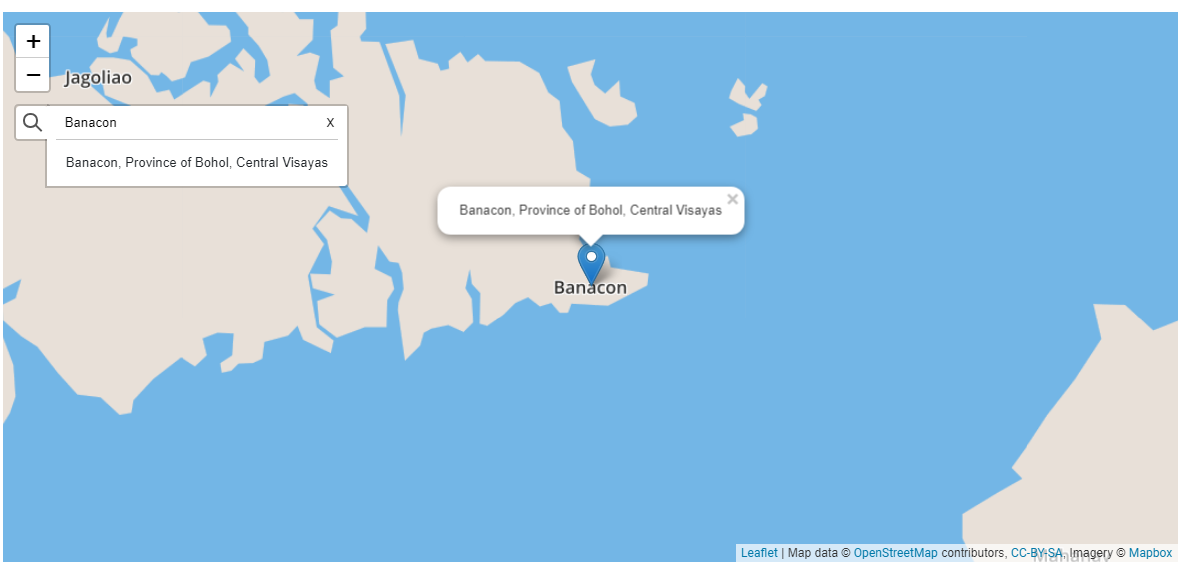 +
−
Jagoliao
Banacon X
Banacon, Province of Bohol, Central Visayas
Banacon, Province of Bohol, Central Visayas ×
Banacon
Leaflet | Map data © OpenStreetMap contributors, CC-BY-SA, Imagery © Mapbox